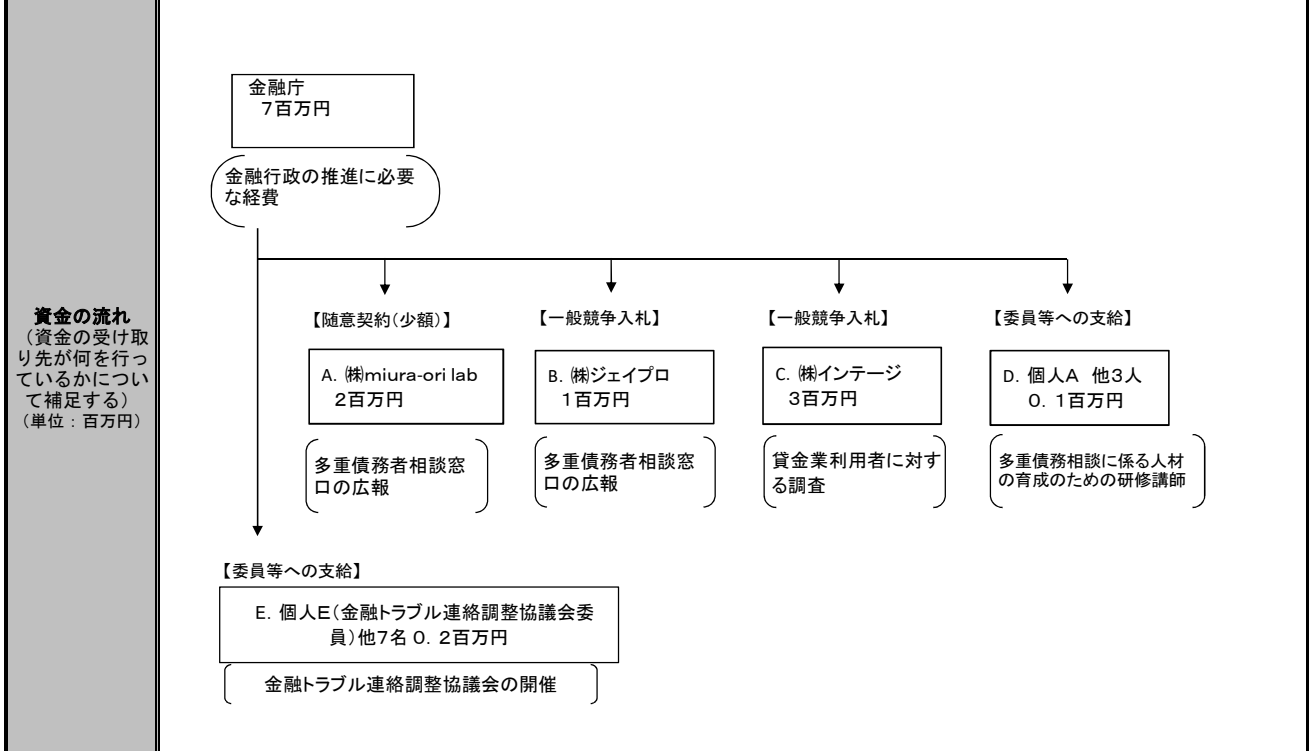 資金の流れ
（資金の受け取
り先が何を行っ
ているかについ
て補足する）
（単位：百万円）
金融庁
７百万円
金融行政の推進に必要
な経費
【随意契約（少額）】
A. ㈱miura-ori lab
２百万円
多重債務者相談窓
口の広報
【一般競争入札】
B. ㈱ジェイプロ
１百万円
多重債務者相談窓
口の広報
【一般競争入札】
C. ㈱インテージ
３百万円
貸金業利用者に対す
る調査
【委員等への支給】
D. 個人A　他３人
０．１百万円
多重債務相談に係る人材
の育成のための研修講師
【委員等への支給】
E. 個人E（金融トラブル連絡調整協議会委
員）他７名 ０．２百万円
金融トラブル連絡調整協議会の開催